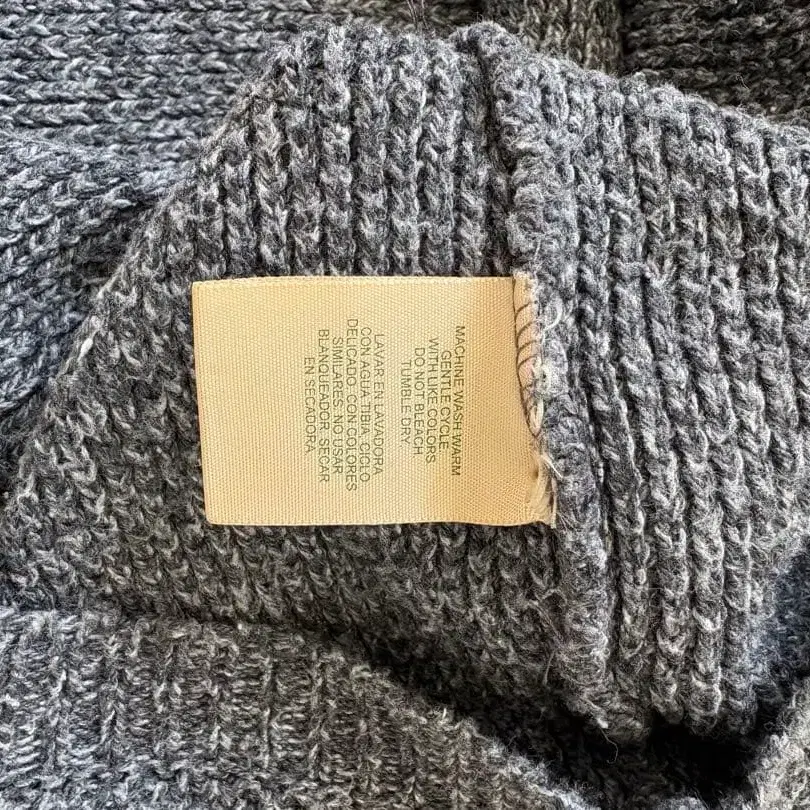 MACHINE WASH WARM
GENTLE CYCLE
WITH LIKE COLORS
DO NOT BLEACH
TUMBLE DRY.
LAVAR EN LAVADORA
CON AGUA TIBIA. CICLO
DELICADO. CON COLORES
SIMILARES. NO USAR
BLANQUEADOR. SECAR
EN SECADORA.